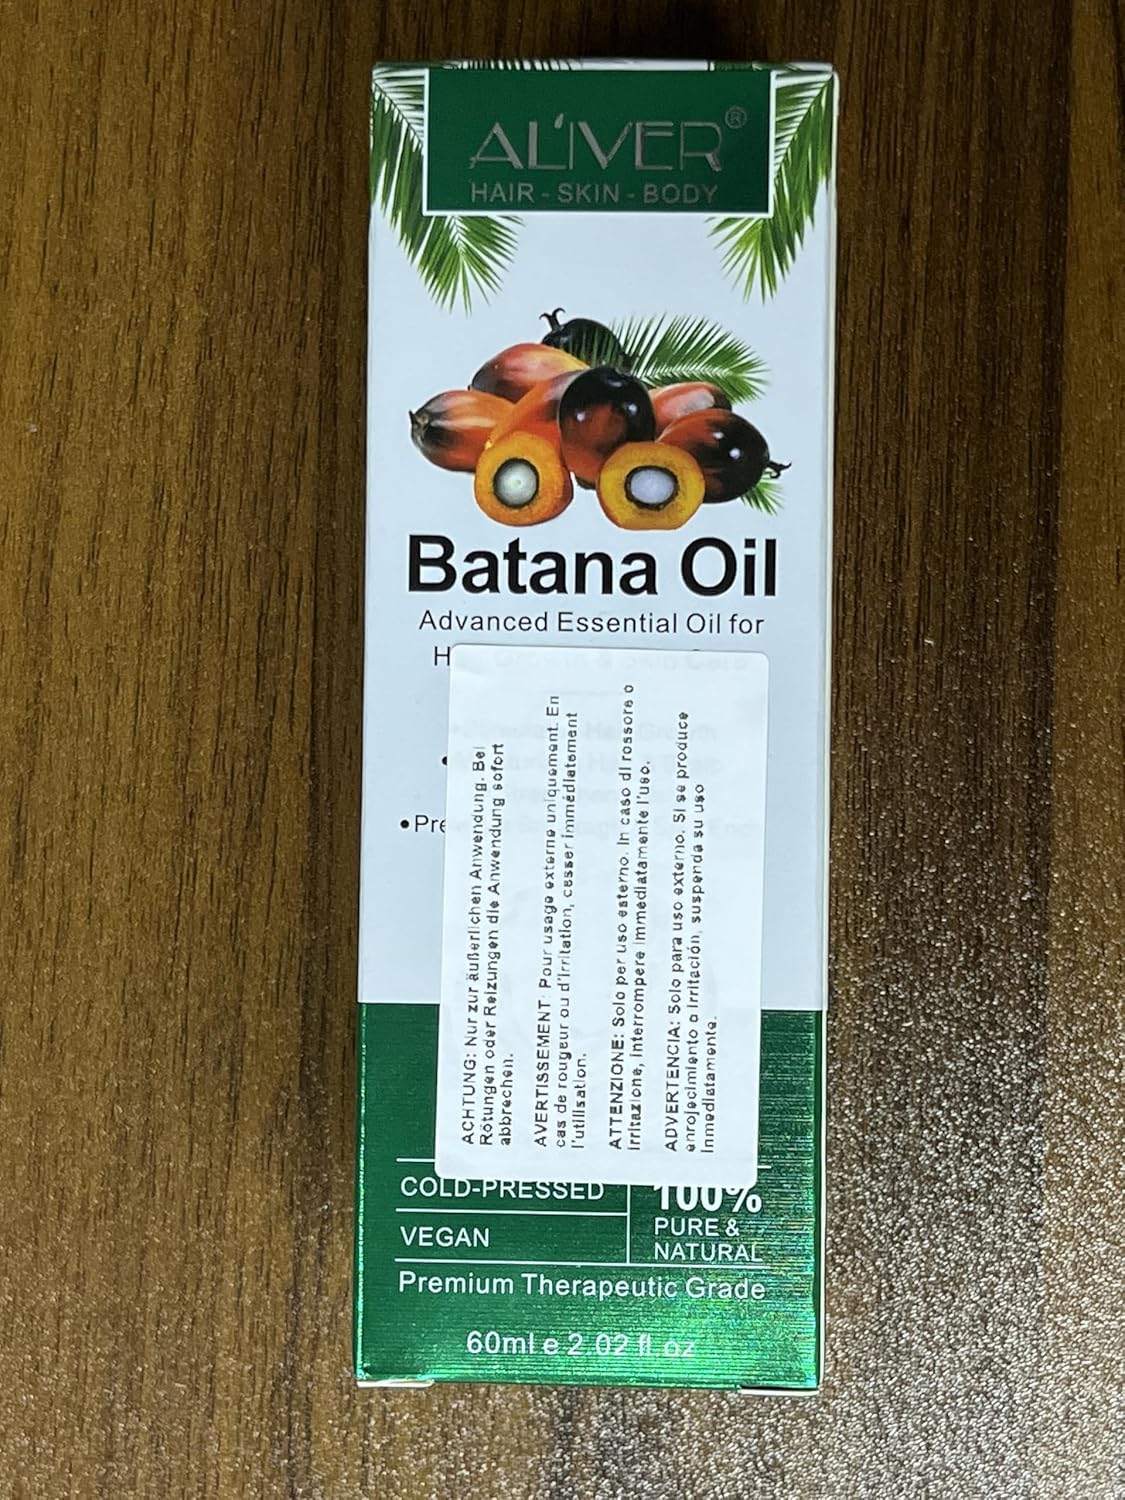 AL'IVER®
HAIR - SKIN - BODY
Batana Oil
Advanced Essential Oil for
ACHTUNG: Nur zur äußerlichen Anwendung. Bei
Rötungen oder Reizungen die Anwendung sofort
abbrechen.
AVERTISSEMENT: Pour usage externe uniquement. En
cas de rougeur ou d'irritation, cesser immédiatement
l'utilisation.
ATTENZIONE: Solo per uso esterno. In caso di rossore o
irritazione, interrompere immediatamente l'uso.
ADVERTENCIA: Solo para uso externo. Si se produce
enrojecimiento o irritación, suspenda su uso
inmediatamente.
COLD-PRESSED
VEGAN
100%
PURE &
NATURAL
Premium Therapeutic Grade
60ml e 2.02 fl oz